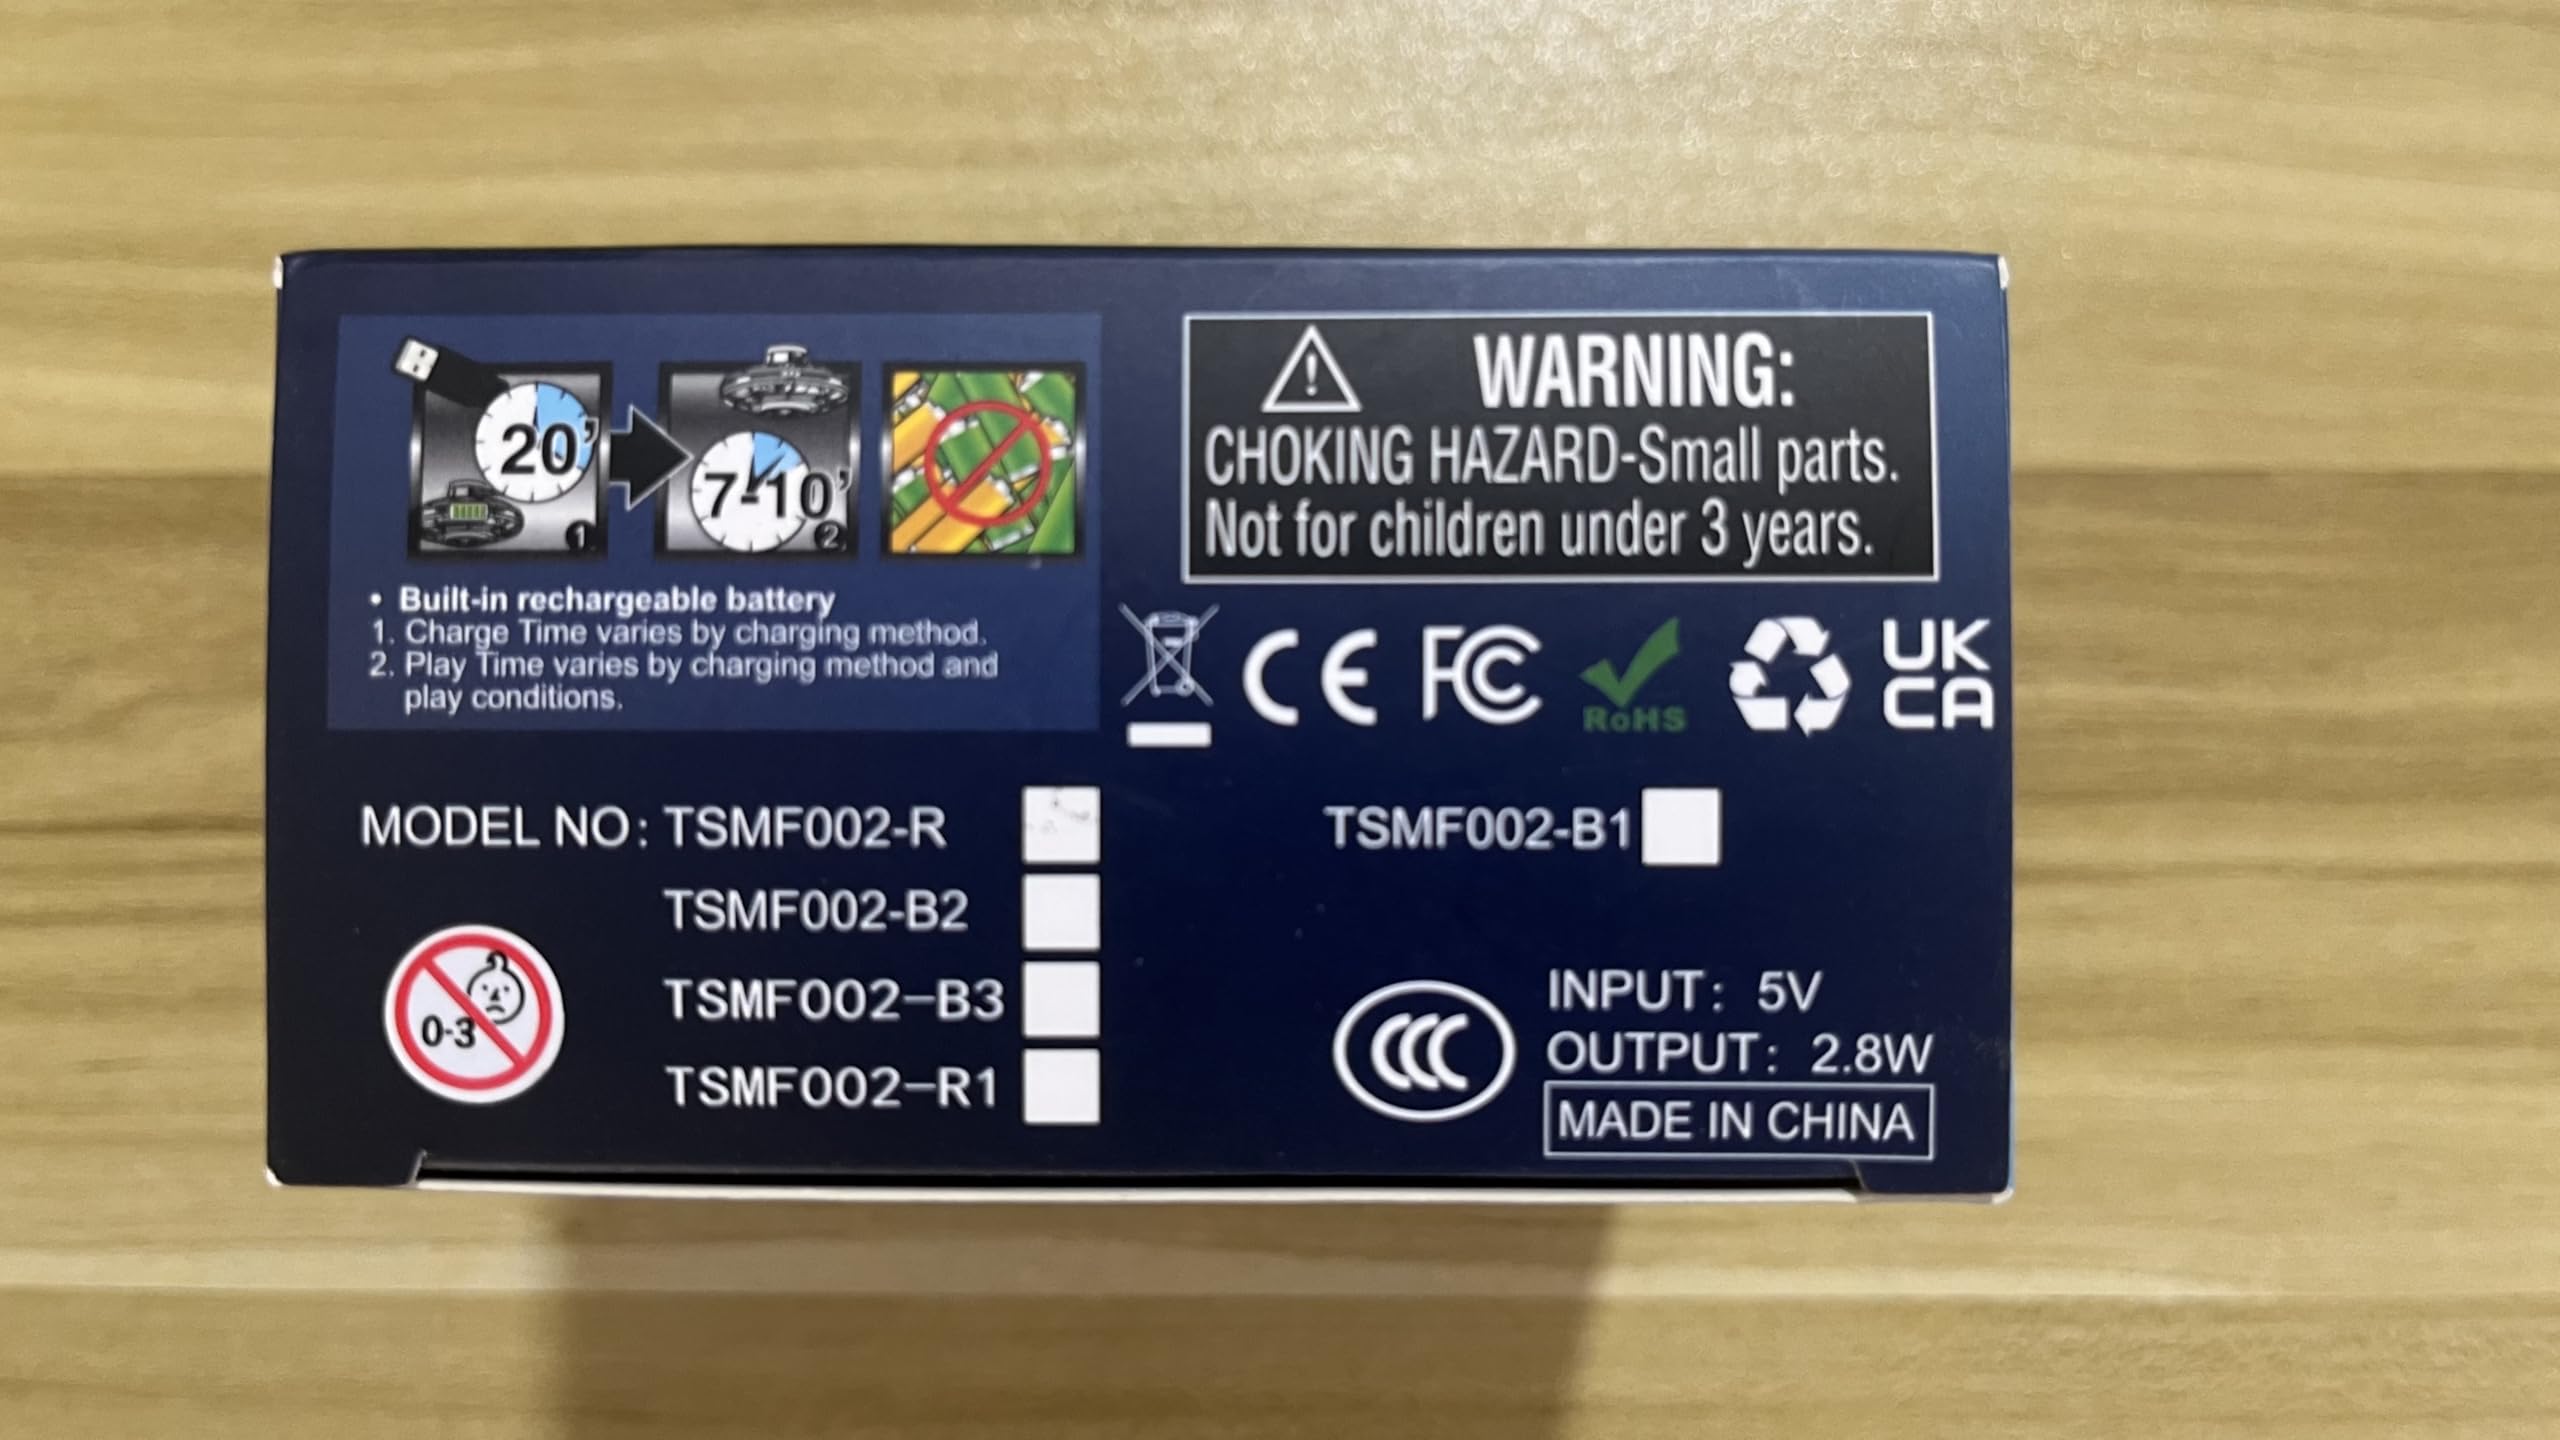 20’
1
7-10’
2
• Built-in rechargeable battery
1. Charge Time varies by charging method.
2. Play Time varies by charging method and
play conditions.
WARNING:
CHOKING HAZARD-Small parts.
Not for children under 3 years.
CE FC RoHS UK
CA
MODEL NO: TSMF002-R
TSMF002-B1
TSMF002-B2
TSMF002-B3
TSMF002-R1
0-3
CCC
INPUT: 5V
OUTPUT: 2.8W
MADE IN CHINA